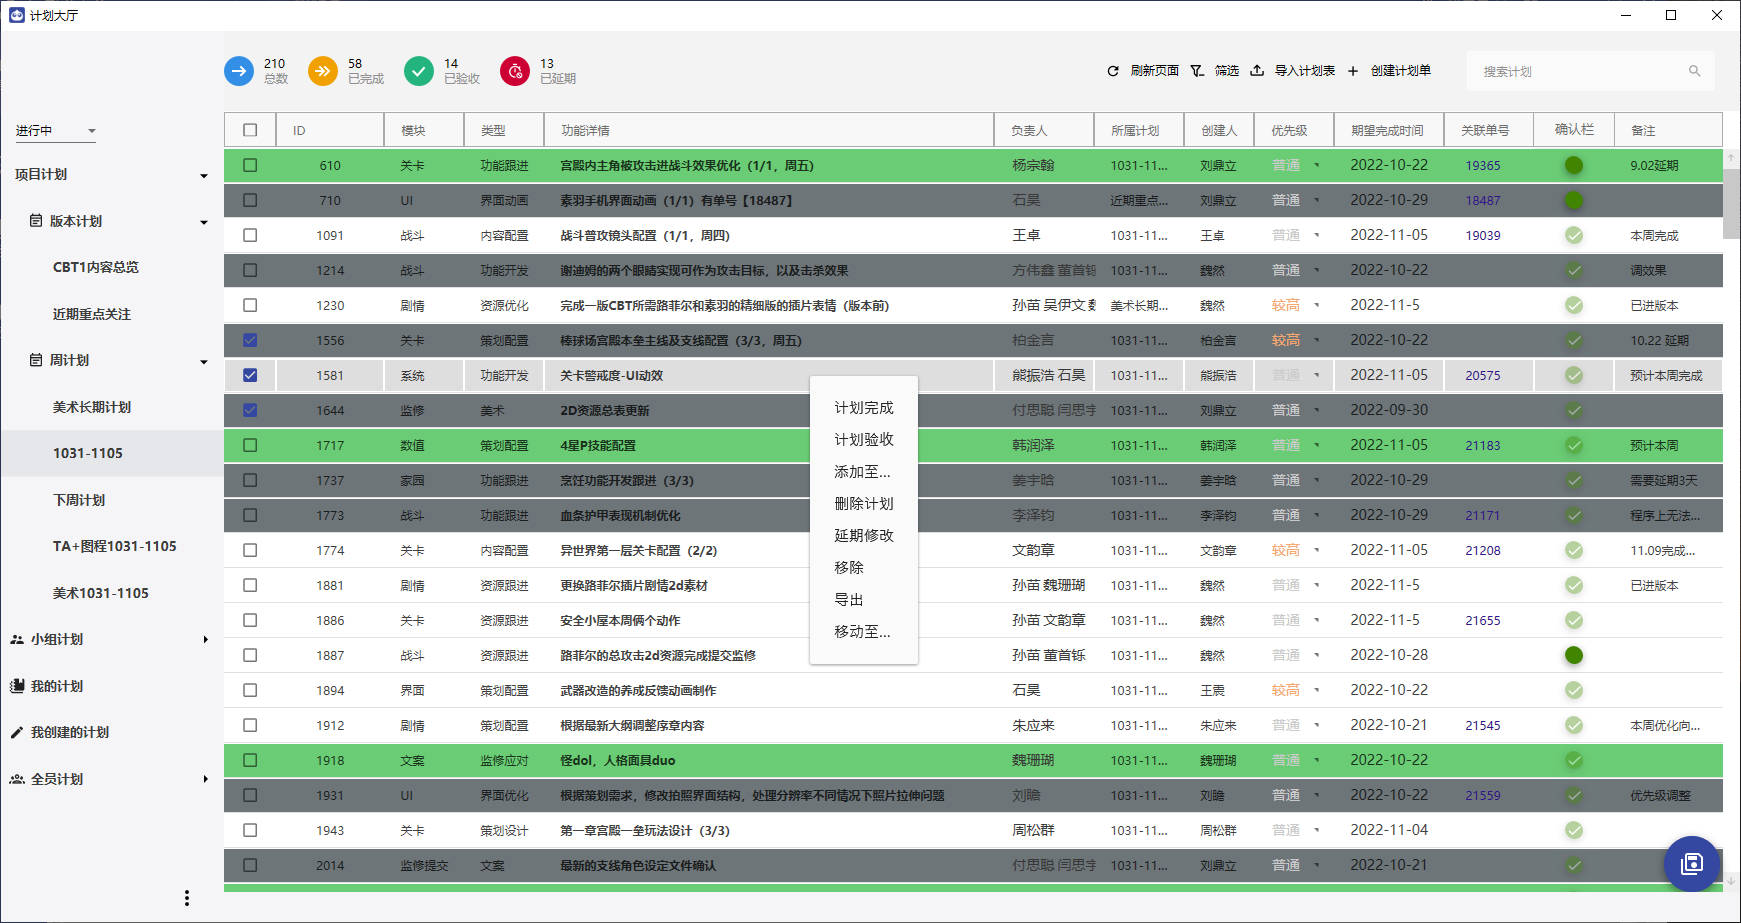 计划大厅
210
总数
58
已完成
14
已验收
13
已延期
刷新页面 筛选 导入计划表 创建计划单 搜索计划
进行中
项目计划
版本计划
CBT1内容总览
近期重点关注
周计划
美术长期计划
1031-1105
下周计划
TA+图程1031-1105
美术1031-1105
小组计划
我的计划
我创建的计划
全员计划
ID 模块 类型 功能详情 负责人 所属计划 创建人 优先级 期望完成时间 关联单号 确认栏 备注
610 关卡 功能跟进 宫殿内主角被攻击进战斗效果优化（1/1，周五） 杨宗翰 1031-11... 刘鼎立 普通 2022-10-22 19365 9.02延期
710 UI 界面动画 素羽手机界面动画（1/1）有单号【18487】 石昊 近期重点... 刘鼎立 普通 2022-10-29 18487
1091 战斗 内容配置 战斗普攻镜头配置（1/1，周四） 王卓 1031-11... 王卓 普通 2022-11-05 19039 本周完成
1214 战斗 功能开发 谢迪姆的两个眼睛实现可作为攻击目标，以及击杀效果 方伟鑫 董首铄 1031-11... 魏然 普通 2022-10-22 调效果
1230 剧情 资源优化 完成一版CBT所需路菲尔和素羽的精细版的插片表情（版本前） 孙苗 吴伊文 美术长期... 魏然 较高 2022-11-5 已进版本
1556 关卡 策划配置 棒球场宫殿本垒主线及支线配置（3/3，周五） 柏金言 1031-11... 柏金言 较高 2022-10-22 10.22 延期
1581 系统 功能开发 关卡警戒度-UI动效 熊振浩 石昊 1031-11... 熊振浩 普通 2022-11-05 20575 预计本周完成
1644 监修 美术 2D资源总表更新 付思聪 闫思宇 1031-11... 刘鼎立 普通 2022-09-30
1717 数值 策划配置 4星P技能配置 韩润泽 1031-11... 韩润泽 普通 2022-11-05 21183 预计本周
1737 家园 功能跟进 烹饪功能开发跟进（3/3） 姜宇晗 1031-11... 姜宇晗 普通 2022-10-29 需要延期3天
1773 战斗 功能跟进 血条护甲表现机制优化 李泽钧 1031-11... 李泽钧 普通 2022-10-29 21171 程序上无法...
1774 关卡 内容配置 异世界第一层关卡配置（2/2） 文韵章 1031-11... 文韵章 较高 2022-11-05 21208 11.09完成...
1881 剧情 资源跟进 更换路菲尔插片剧情2d素材 孙苗 魏珊瑚 1031-11... 魏然 普通 2022-11-5 已进版本
1886 关卡 资源跟进 安全小屋本周俩个动作 孙苗 文韵章 1031-11... 魏然 普通 2022-11-5 21655
1887 战斗 资源跟进 路菲尔的总攻击2d资源完成提交监修 孙苗 董首铄 1031-11... 魏然 普通 2022-10-28
1894 界面 策划配置 武器改造的养成反馈动画制作 石昊 1031-11... 王震 较高 2022-10-22
1912 剧情 策划配置 根据最新大纲调整序章内容 朱应来 1031-11... 朱应来 普通 2022-10-21 21545 本周优化向...
1918 文案 监修应对 怪dol，人格面具duo 魏珊瑚 1031-11... 魏珊瑚 普通 2022-10-22
1931 UI 界面优化 根据策划需求，修改拍照界面结构，处理分辨率不同情况下照片拉伸问题 刘瞻 1031-11... 刘瞻 普通 2022-10-22 21559 优先级调整
1943 关卡 策划设计 第一章宫殿一垒玩法设计（3/3） 周松群 1031-11... 周松群 普通 2022-11-04
2014 监修提交 文案 最新的支线角色设定文件确认 付思聪 闫思宇 1031-11... 刘鼎立 普通 2022-10-21
计划完成
计划验收
添加至...
删除计划
延期修改
移除
导出
移动至...